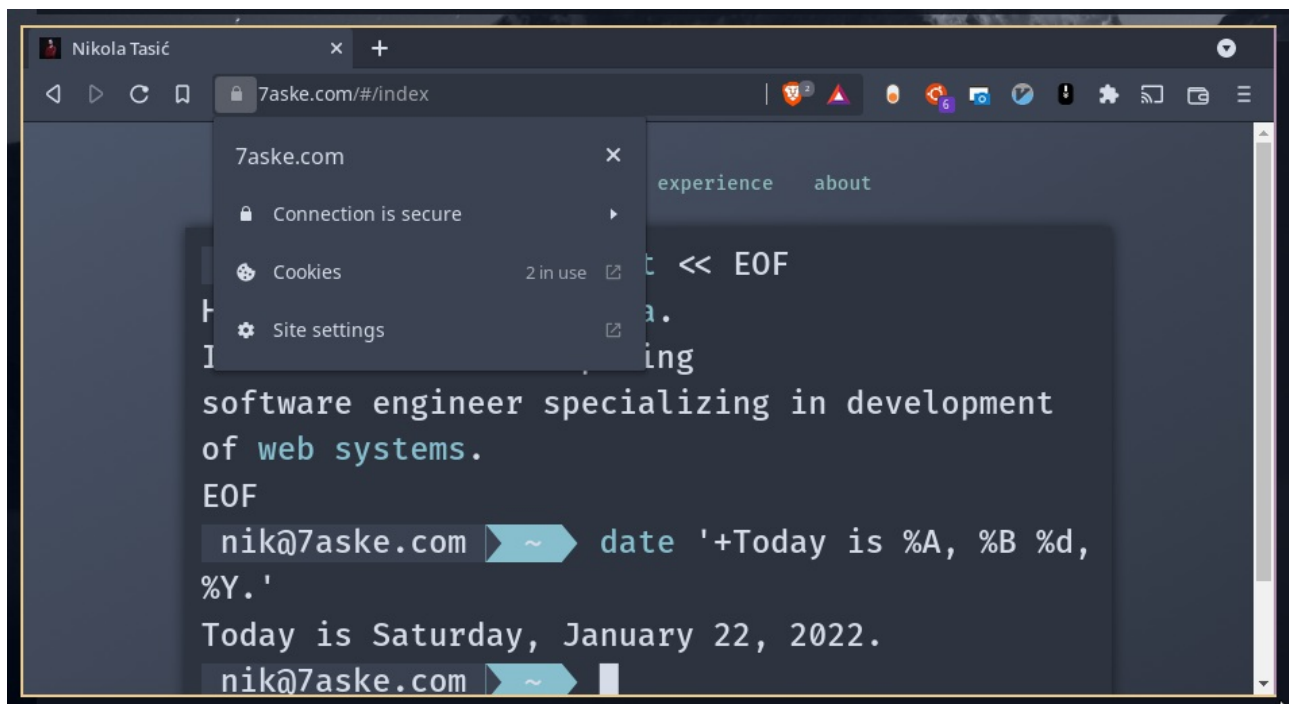 Nikola Tasić
7aske.com/#/index
2
6
7aske.com
experience about
Connection is secure
<< EOF
Cookies 2 in use
Site settings
software engineer specializing in development
of web systems.
EOF
nik@7aske.com ~ date '+Today is %A, %B %d,
%Y.'
Today is Saturday, January 22, 2022.
nik@7aske.com ~